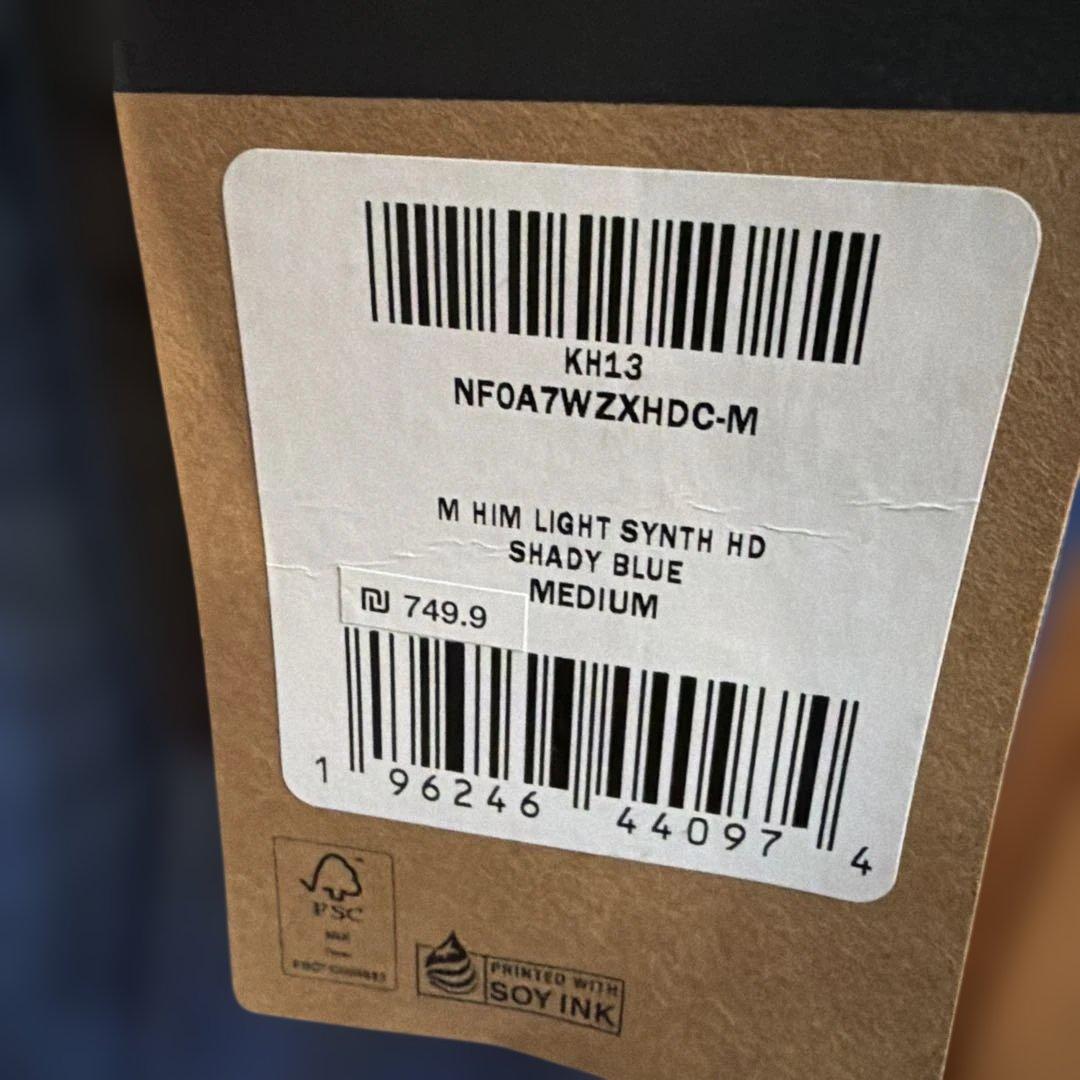 KH13
NF0A7WZXHDC-M
M HIM LIGHT SYNTH HD
SHADY BLUE
MEDIUM
₪ 749.9
1 96246 44097 4
FSC
PRINTED WITH
SOY INK